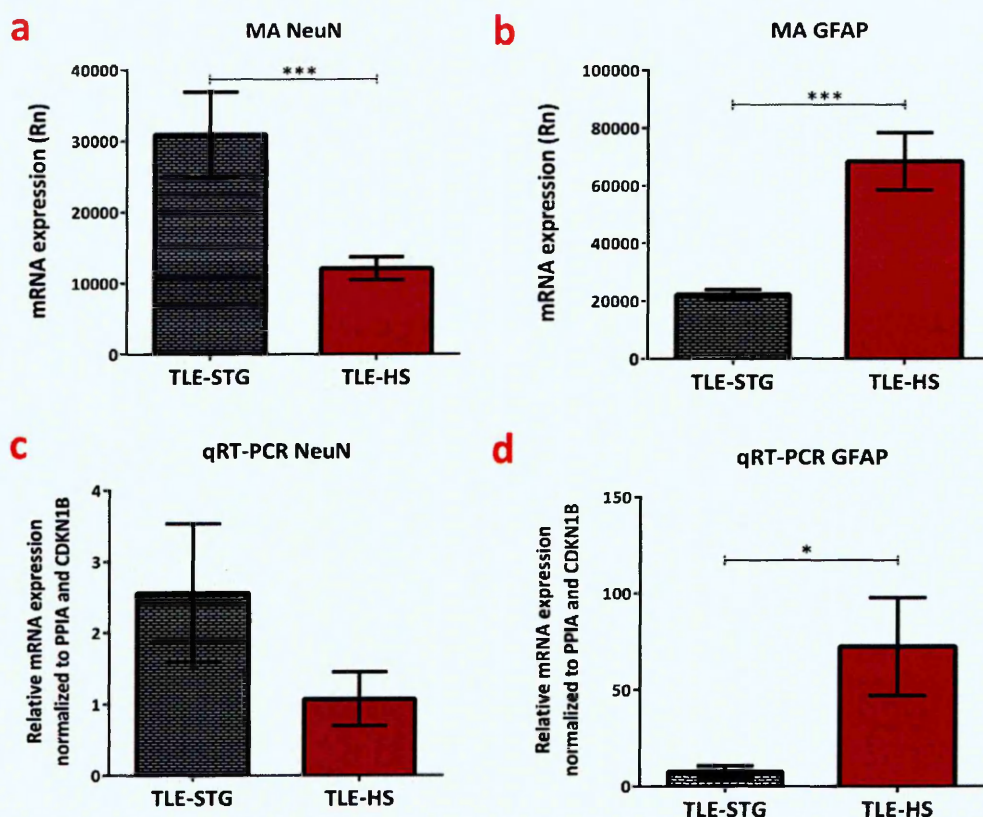 a
MA NeuN
mRNA expression (Rn)
40000
30000
20000
10000
0
***
TLE-STG
TLE-HS
b
MA GFAP
mRNA expression (Rn)
100000
80000
60000
40000
20000
0
***
TLE-STG
TLE-HS
c
qRT-PCR NeuN
Relative mRNA expression
normalized to PPIA and CDKN1B
4
3
2
1
0
TLE-STG
TLE-HS
d
qRT-PCR GFAP
Relative mRNA expression
normalized to PPIA and CDKN1B
150
100
50
0
*
TLE-STG
TLE-HS